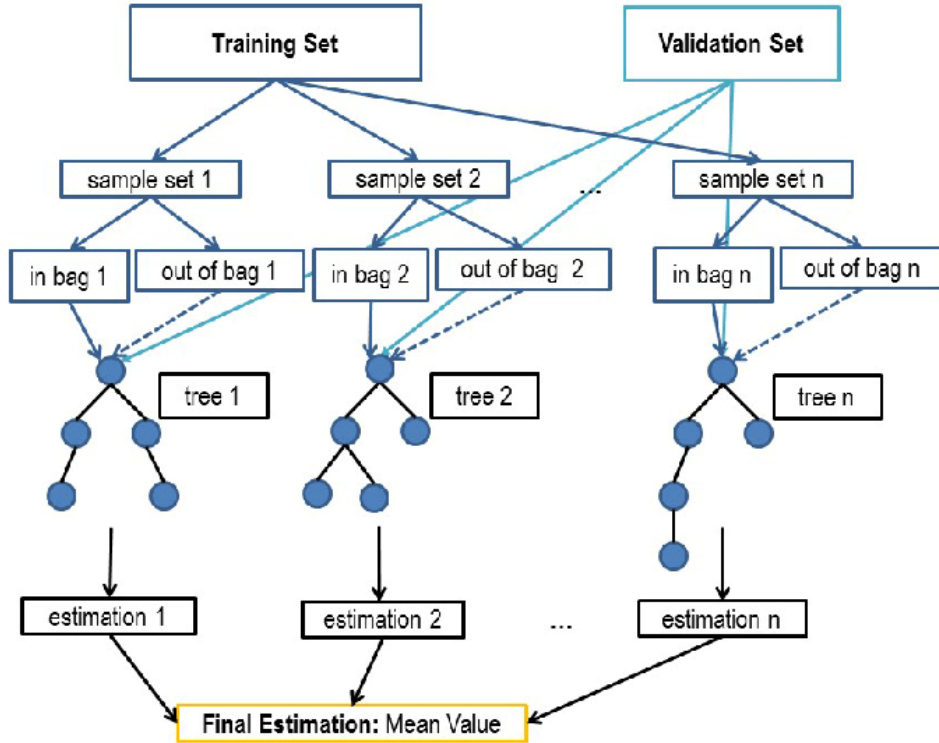 Training Set
Validation Set
sample set 1
sample set 2
...
sample set n
in bag 1
out of bag 1
in bag 2
out of bag 2
in bag n
out of bag n
tree 1
tree 2
tree n
estimation 1
estimation 2
...
estimation n
Final Estimation: Mean Value